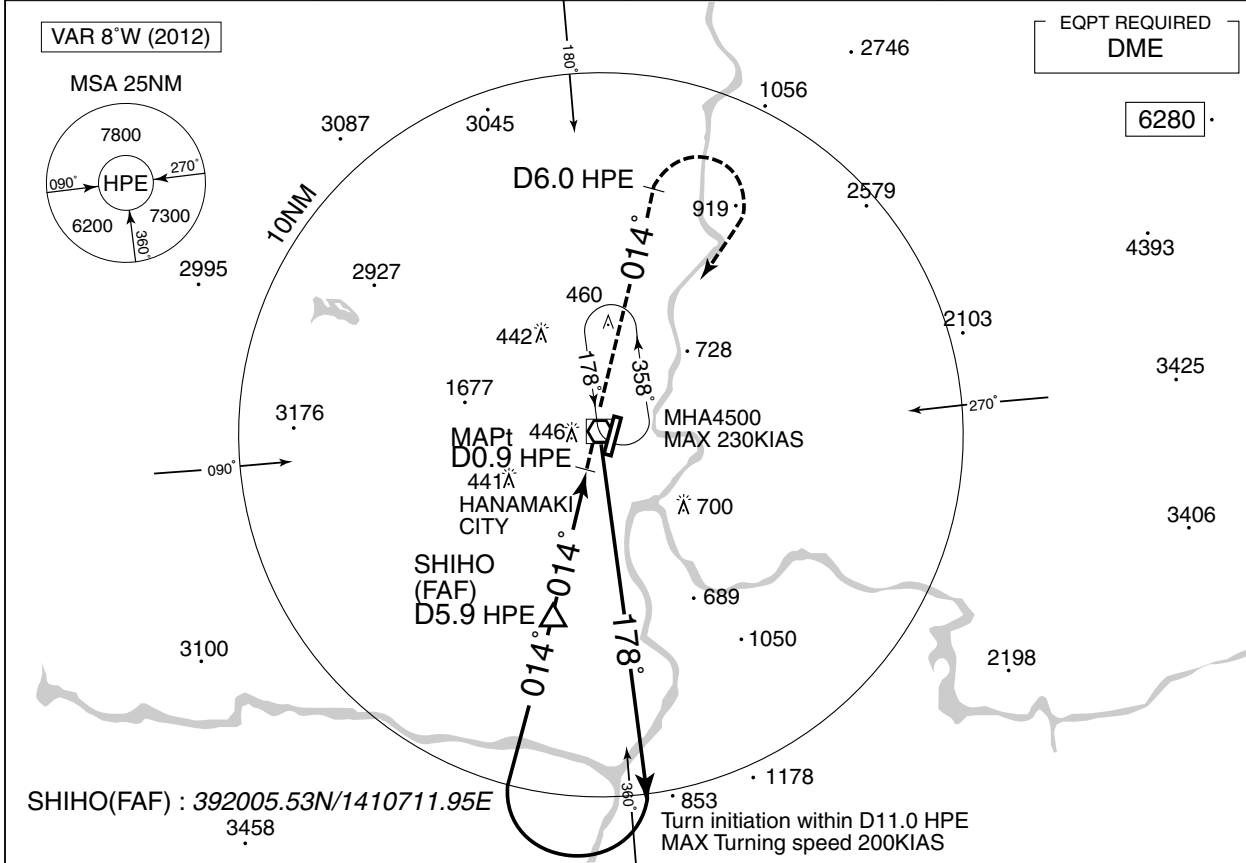 VAR 8°W (2012)
MSA 25NM
7800
090°
HPE
270°
6200
7300
360°
180°
EQPT REQUIRED
DME
2746
1056
6280
3087
3045
10NM
D6.0 HPE
919
2579
4393
014°
2995
2927
460
442
728
2103
3425
178°
358°
1677
3176
270°
MHA4500
MAX 230KIAS
446
MAPt
D0.9 HPE
090°
441
HANAMAKI
CITY
700
3406
014°
SHIHO
(FAF)
D5.9 HPE
689
1050
178°
014°
3100
2198
1178
SHIHO(FAF) : 392005.53N/1410711.95E
360°
853
3458
Turn initiation within D11.0 HPE
MAX Turning speed 200KIAS